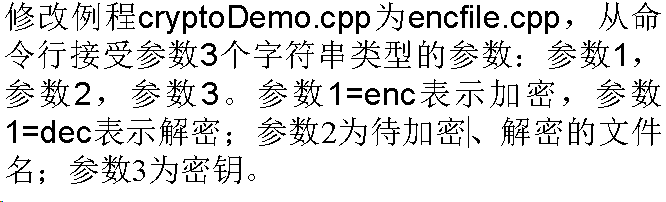 修改例程cryptoDemo.cpp为encfile.cpp，从命
令行接受参数3个字符串类型的参数：参数1，
参数2，参数3。参数1=enc表示加密，参数
1=dec表示解密；参数2为待加密、解密的文件
名；参数3为密钥。